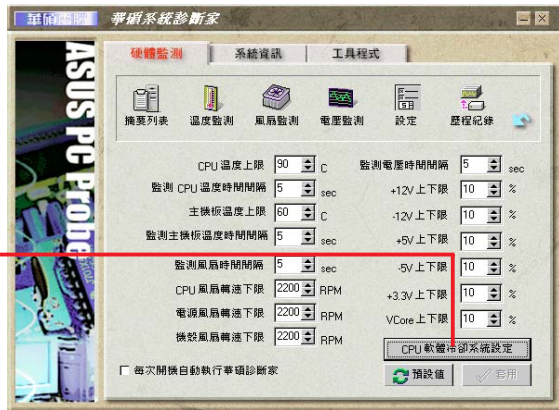 華碩電腦 華碩系統診斷家
ASUS PC Probe
硬體監測 系統資訊 工具程式
摘要列表 溫度監測 風扇監測 電壓監測 設定 歷程紀錄
CPU 溫度上限 90 C 監測電壓時間間隔 5 sec
監測 CPU 溫度時間間隔 5 sec +12V 上下限 10 %
主機板溫度上限 60 C -12V 上下限 10 %
監測主機板溫度時間間隔 5 sec +5V 上下限 10 %
監測風扇時間間隔 5 sec -5V 上下限 10 %
CPU 風扇轉速下限 2200 RPM +3.3V 上下限 10 %
電源風扇轉速下限 2200 RPM VCore 上下限 10 %
機殼風扇轉速下限 2200 RPM
CPU 軟體冷卻系統設定
每次開機自動執行華碩診斷家 預設值 套用